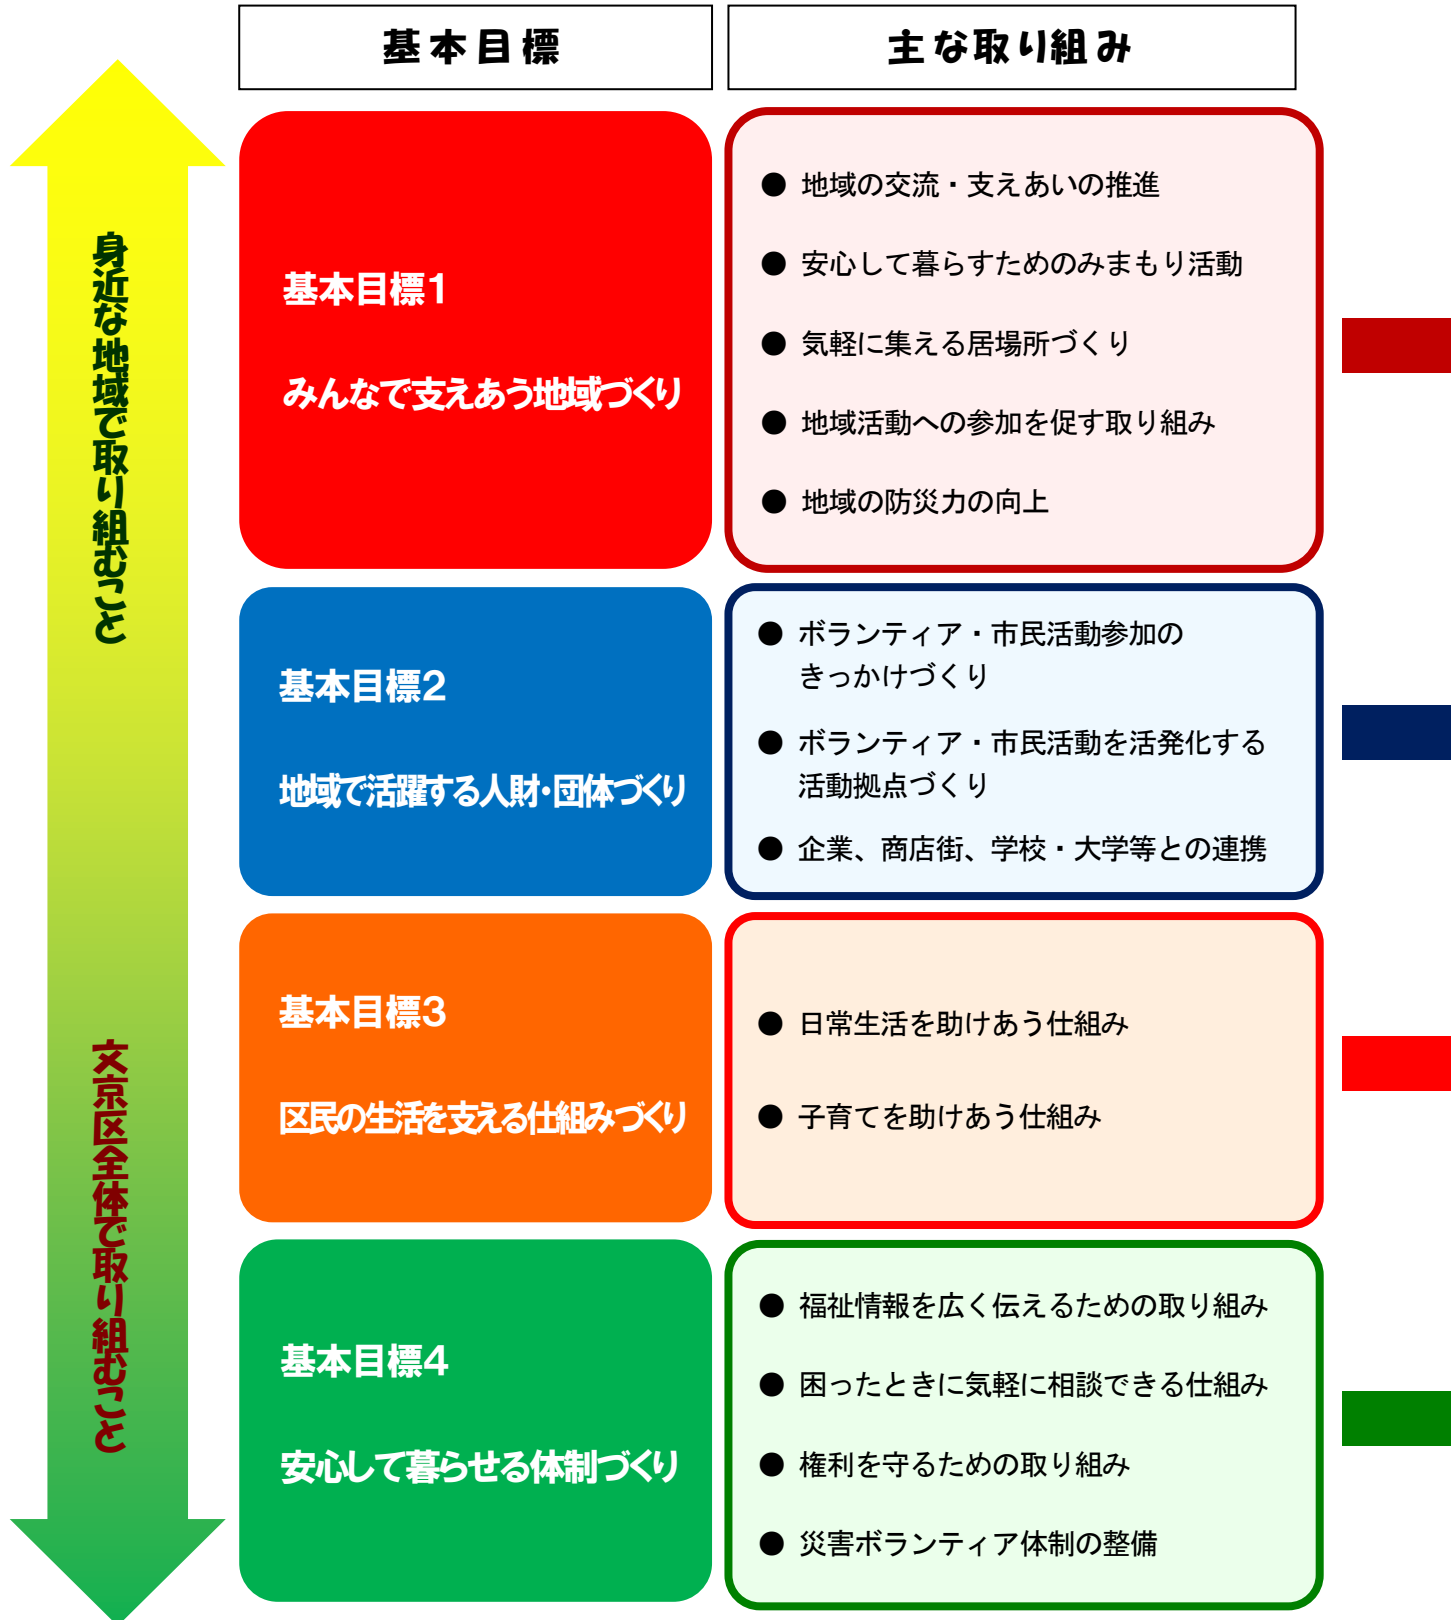 基本目標
主な取り組み
身近な地域で取り組むこと
文京区全体で取り組むこと
基本目標1
みんなで支えあう地域づくり
● 地域の交流・支えあいの推進
● 安心して暮らすためのみまもり活動
● 気軽に集える居場所づくり
● 地域活動への参加を促す取り組み
● 地域の防災力の向上
基本目標2
地域で活躍する人財・団体づくり
● ボランティア・市民活動参加の
きっかけづくり
● ボランティア・市民活動を活発化する
活動拠点づくり
● 企業、商店街、学校・大学等との連携
基本目標3
区民の生活を支える仕組みづくり
● 日常生活を助けあう仕組み
● 子育てを助けあう仕組み
基本目標4
安心して暮らせる体制づくり
● 福祉情報を広く伝えるための取り組み
● 困ったときに気軽に相談できる仕組み
● 権利を守るための取り組み
● 災害ボランティア体制の整備